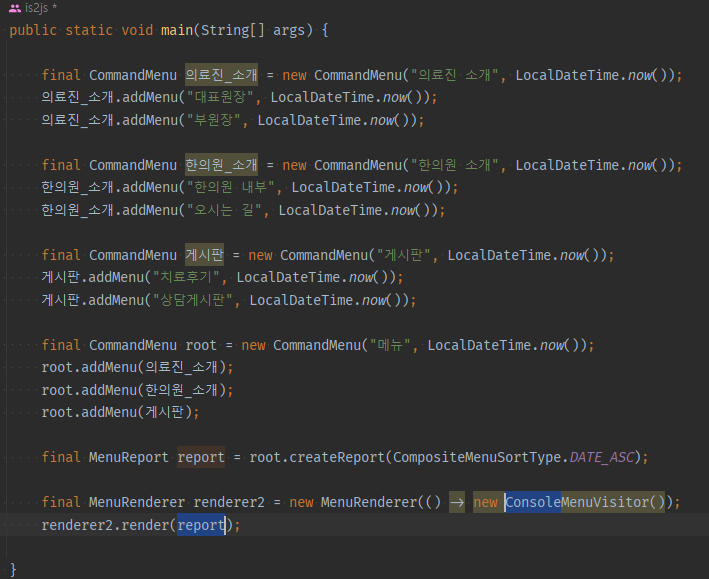 is2js *
public static void main(String[] args) {
final CommandMenu 의료진_소개 = new CommandMenu("의료진 소개", LocalDateTime.now());
의료진_소개.addMenu("대표원장", LocalDateTime.now());
의료진_소개.addMenu("부원장", LocalDateTime.now());
final CommandMenu 한의원_소개 = new CommandMenu("한의원 소개", LocalDateTime.now());
한의원_소개.addMenu("한의원 내부", LocalDateTime.now());
한의원_소개.addMenu("오시는 길", LocalDateTime.now());
final CommandMenu 게시판 = new CommandMenu("게시판", LocalDateTime.now());
게시판.addMenu("치료후기", LocalDateTime.now());
게시판.addMenu("상담게시판", LocalDateTime.now());
final CommandMenu root = new CommandMenu("메뉴", LocalDateTime.now());
root.addMenu(의료진_소개);
root.addMenu(한의원_소개);
root.addMenu(게시판);
final MenuReport report = root.createReport(CompositeMenuSortType.DATE_ASC);
final MenuRenderer renderer2 = new MenuRenderer(() → new ConsoleMenuVisitor());
renderer2.render(report);
}